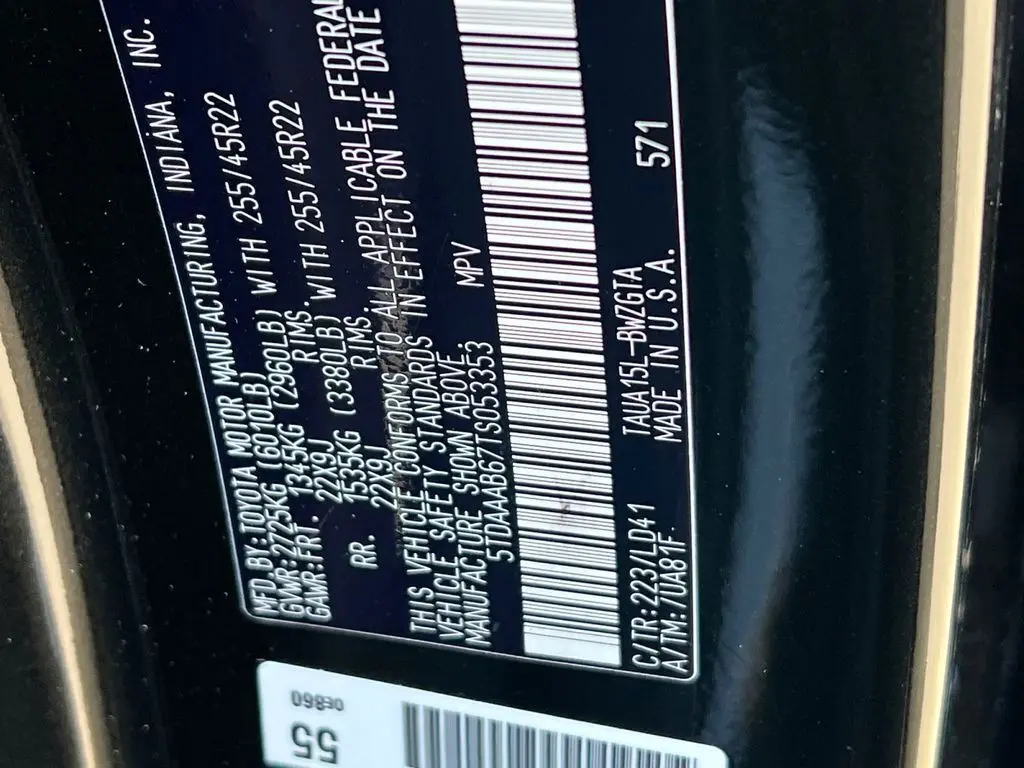 MFD.BY:TOYOTA MOTOR MANUFACTURING, INDIANA, INC.
GVWR:2725KG (6010LB)
GAWR:FRT. 1345KG (2960LB) WITH 255/45R22
22X9J RIMS.
RR. 1535KG (3380LB) WITH 255/45R22
22X9J RIMS.
THIS VEHICLE CONFORMS TO ALL APPLICABLE FEDERAL
VEHICLE SAFETY STANDARDS IN EFFECT ON THE DATE
MANUFACTURE SHOWN ABOVE.
5TDAAAB67TS053353 MPV
C/TR:223/LD41 TAUA15L-BWZGTA 571
A/TM:7UA81F MADE IN U.S.A.
55
0E860